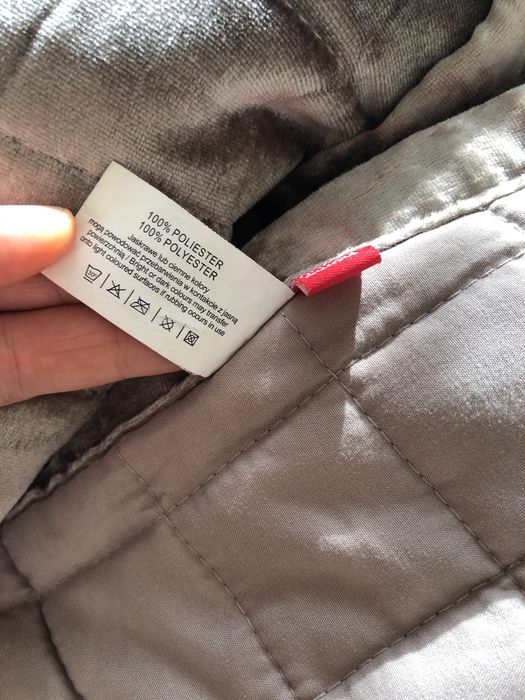 100% POLIESTER
100% POLYESTER
Jaskrawe lub ciemne kolory
mogą powodować przebarwienia w kontakcie z jasną
powierzchnią / Bright or dark colours may transfer
onto light coloured surfaces if rubbing occurs in use